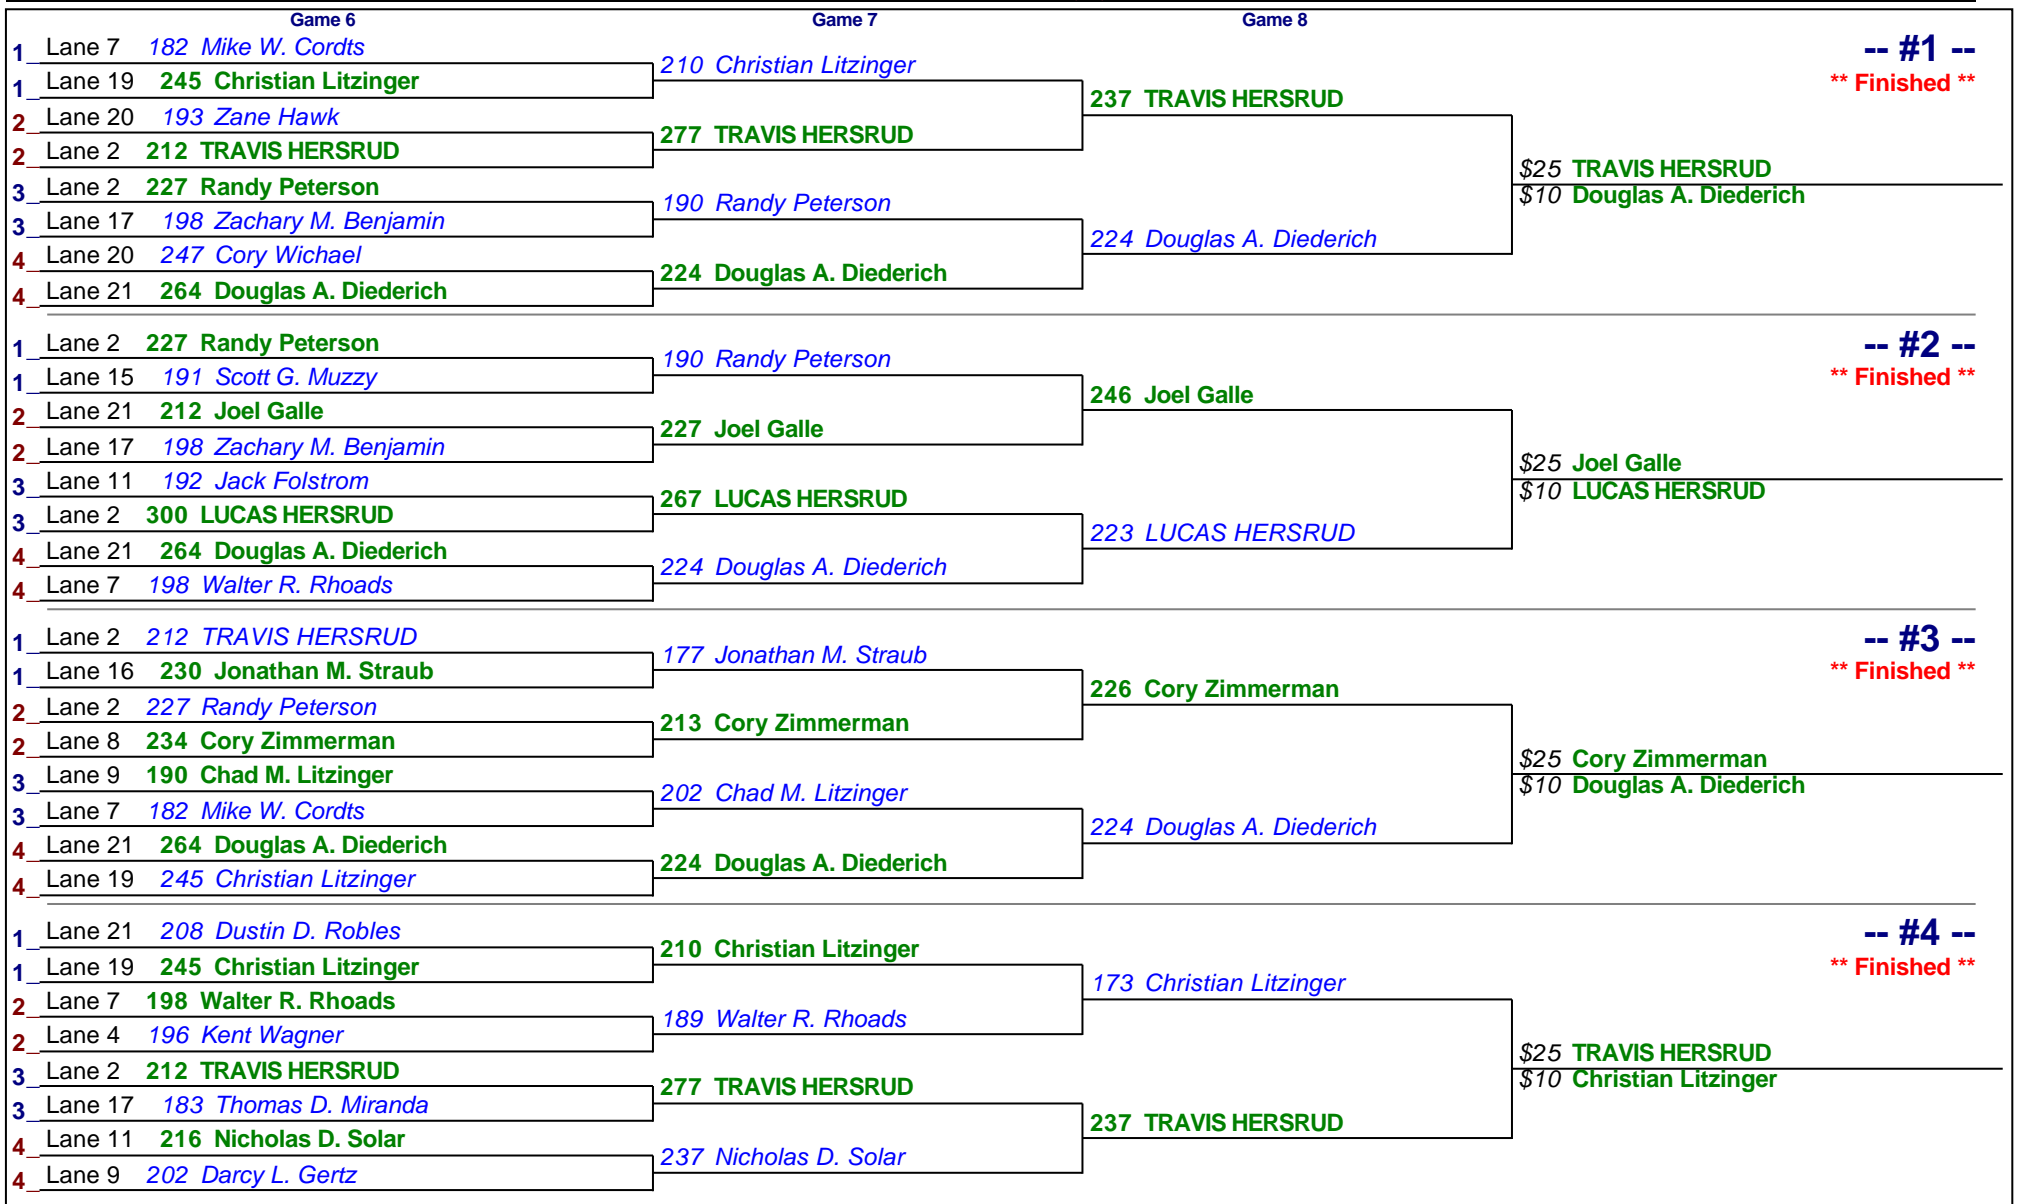 Game 6 Game 7 Game 8
1 Lane 7 182 Mike W. Cordts
1 Lane 19 245 Christian Litzinger
2 Lane 20 193 Zane Hawk
2 Lane 2 212 TRAVIS HERSRUD
3 Lane 2 227 Randy Peterson
3 Lane 17 198 Zachary M. Benjamin
4 Lane 20 247 Cory Wichael
4 Lane 21 264 Douglas A. Diederich
210 Christian Litzinger
277 TRAVIS HERSRUD
190 Randy Peterson
224 Douglas A. Diederich
237 TRAVIS HERSRUD
224 Douglas A. Diederich
$25 TRAVIS HERSRUD
$10 Douglas A. Diederich
-- #1 --
** Finished **
1 Lane 2 227 Randy Peterson
1 Lane 15 191 Scott G. Muzzy
2 Lane 21 212 Joel Galle
2 Lane 17 198 Zachary M. Benjamin
3 Lane 11 192 Jack Folstrom
3 Lane 2 300 LUCAS HERSRUD
4 Lane 21 264 Douglas A. Diederich
4 Lane 7 198 Walter R. Rhoads
190 Randy Peterson
227 Joel Galle
267 LUCAS HERSRUD
224 Douglas A. Diederich
246 Joel Galle
223 LUCAS HERSRUD
$25 Joel Galle
$10 LUCAS HERSRUD
-- #2 --
** Finished **
1 Lane 2 212 TRAVIS HERSRUD
1 Lane 16 230 Jonathan M. Straub
2 Lane 2 227 Randy Peterson
2 Lane 8 234 Cory Zimmerman
3 Lane 9 190 Chad M. Litzinger
3 Lane 7 182 Mike W. Cordts
4 Lane 21 264 Douglas A. Diederich
4 Lane 19 245 Christian Litzinger
177 Jonathan M. Straub
213 Cory Zimmerman
202 Chad M. Litzinger
224 Douglas A. Diederich
226 Cory Zimmerman
224 Douglas A. Diederich
$25 Cory Zimmerman
$10 Douglas A. Diederich
-- #3 --
** Finished **
1 Lane 21 208 Dustin D. Robles
1 Lane 19 245 Christian Litzinger
2 Lane 7 198 Walter R. Rhoads
2 Lane 4 196 Kent Wagner
3 Lane 2 212 TRAVIS HERSRUD
3 Lane 17 183 Thomas D. Miranda
4 Lane 11 216 Nicholas D. Solar
4 Lane 9 202 Darcy L. Gertz
210 Christian Litzinger
189 Walter R. Rhoads
277 TRAVIS HERSRUD
237 Nicholas D. Solar
173 Christian Litzinger
237 TRAVIS HERSRUD
$25 TRAVIS HERSRUD
$10 Christian Litzinger
-- #4 --
** Finished **